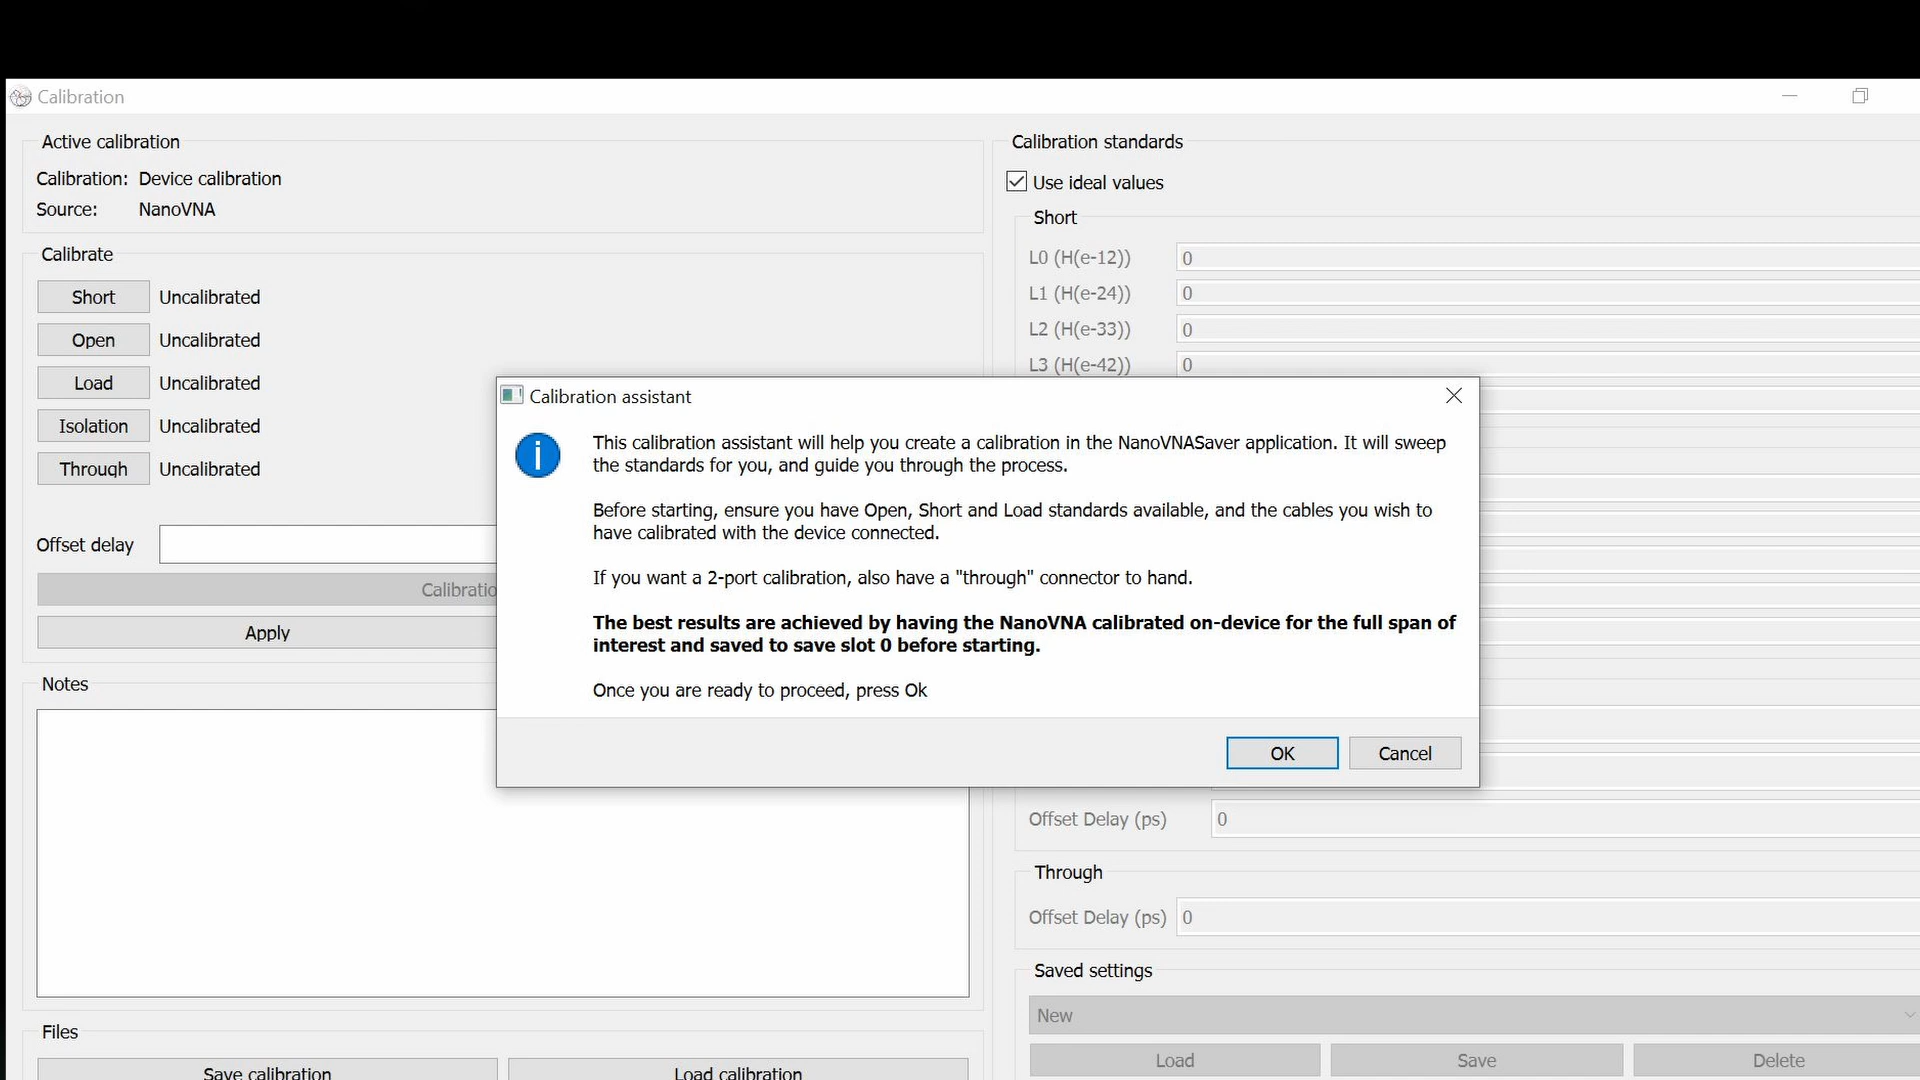 Calibration
Active calibration
Calibration: Device calibration
Source: NanoVNA
Calibrate
Short Uncalibrated
Open Uncalibrated
Load Uncalibrated
Isolation Uncalibrated
Through Uncalibrated
Offset delay
Calibratio
Apply
Notes
Files
Save calibration Load calibration
Calibration standards
Use ideal values
Short
L0 (H(e-12)) 0
L1 (H(e-24)) 0
L2 (H(e-33)) 0
L3 (H(e-42)) 0
Calibration assistant
This calibration assistant will help you create a calibration in the NanoVNASaver application. It will sweep
the standards for you, and guide you through the process.
Before starting, ensure you have Open, Short and Load standards available, and the cables you wish to
have calibrated with the device connected.
If you want a 2-port calibration, also have a "through" connector to hand.
The best results are achieved by having the NanoVNA calibrated on-device for the full span of
interest and saved to save slot 0 before starting.
Once you are ready to proceed, press Ok
OK Cancel
Offset Delay (ps) 0
Through
Offset Delay (ps) 0
Saved settings
New
Load Save Delete